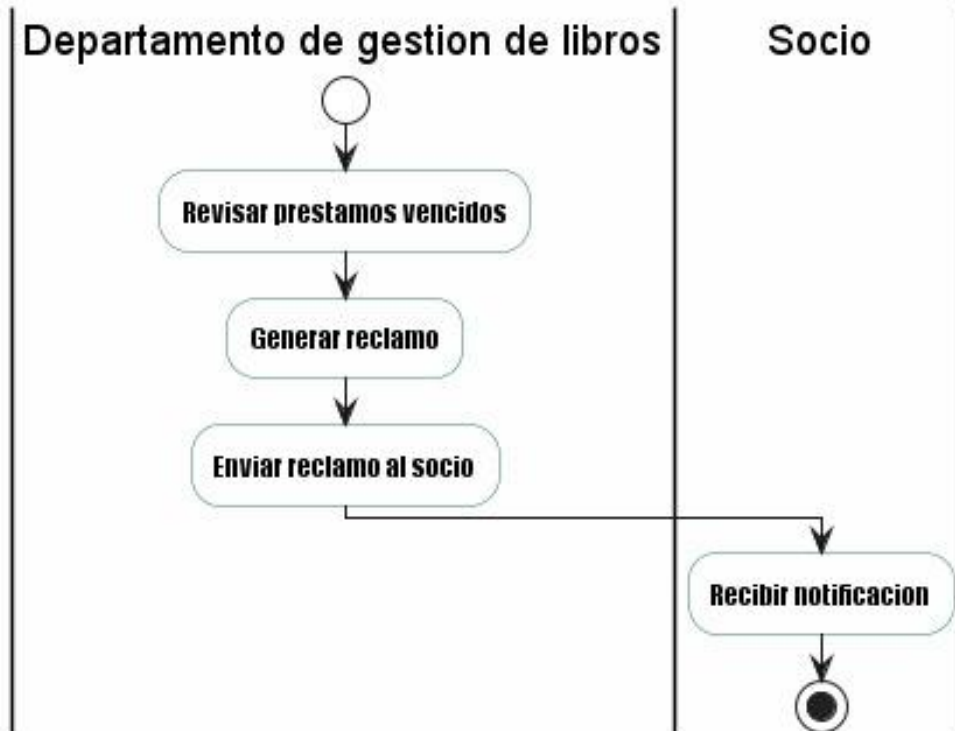 Departamento de gestion de libros
Socio
Revisar prestamos vencidos
Generar reclamo
Enviar reclamo al socio
Recibir notificacion